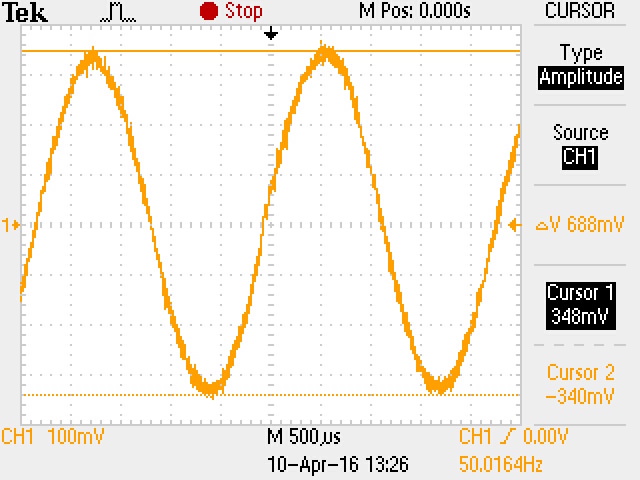 Tek Stop M Pos: 0.000s CURSOR
Type
Amplitude
Source
CH1
1
△V 688mV
Cursor 1
348mV
Cursor 2
-340mV
CH1 100mV M 500µs CH1 0.00V
10-Apr-16 13:26 50.0164Hz